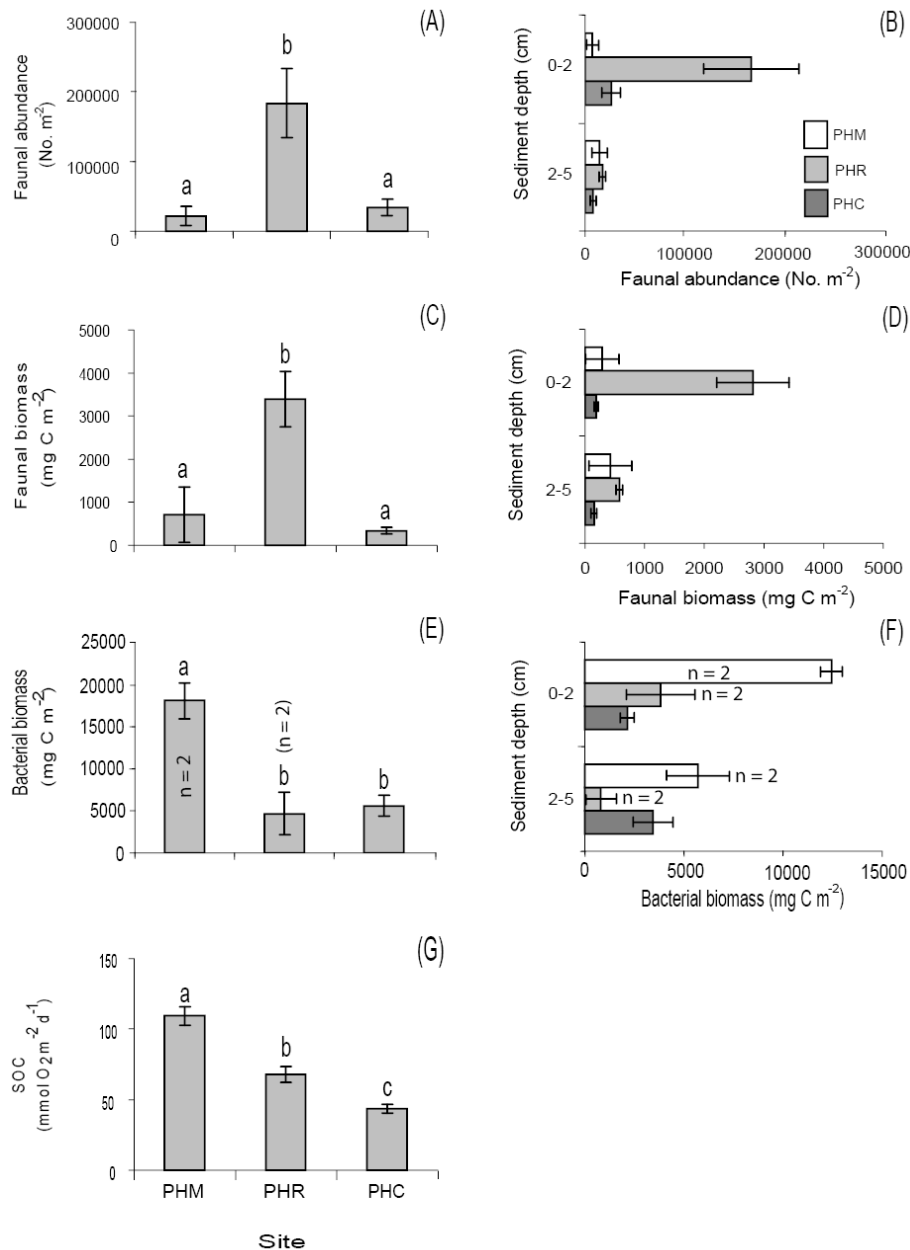 (A)
Faunal abundance
(No. m-2)
300000
200000
100000
0
a
b
a
(B)
Sediment depth (cm)
0-2
2-5
PHM
PHR
PHC
0
100000
200000
300000
Faunal abundance (No. m-2)
(C)
Faunal biomass
(mg C m-2)
5000
4000
3000
2000
1000
0
a
b
a
(D)
Sediment depth (cm)
0-2
2-5
0
1000
2000
3000
4000
5000
Faunal biomass (mg C m-2)
(E)
Bacterial biomass
(mg C m-2)
25000
20000
15000
10000
5000
0
a
n = 2
b
(n = 2)
b
(F)
Sediment depth (cm)
0-2
n = 2
n = 2
2-5
n = 2
n = 2
0
5000
10000
15000
Bacterial biomass (mg C m-2)
(G)
SOC
(mmol O2 m-2 d-1)
150
100
50
0
a
b
c
PHM
PHR
PHC
Site